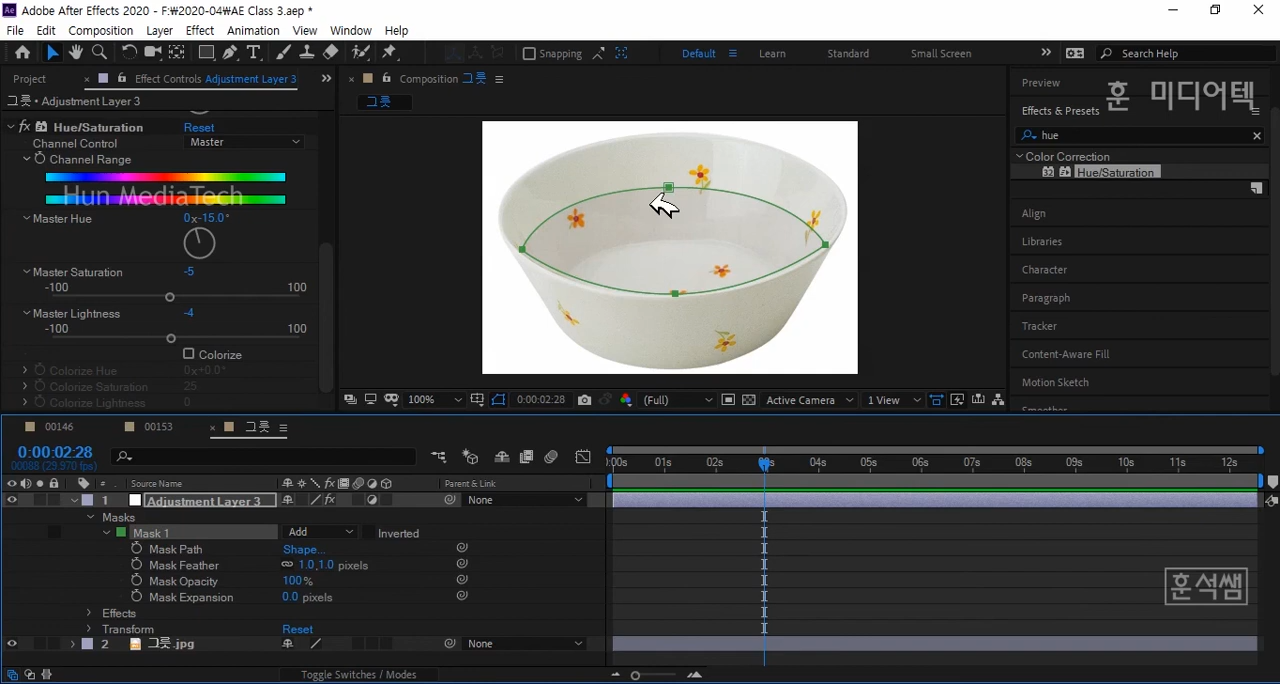 Adobe After Effects 2020 - F:₩2020-04₩AE Class 3.aep *
File Edit Composition Layer Effect Animation View Window Help
Snapping Default Learn Standard Small Screen Search Help
Project Effect Controls Adjustment Layer 3
그릇 • Adjustment Layer 3
fx Hue/Saturation Reset
Channel Control Master
Channel Range
Hun MediaTech
Master Hue 0x-15.0°
Master Saturation -5
-100 100
Master Lightness -4
-100 100
Colorize
Colorize Hue 0x+0.0°
Colorize Saturation 25
Colorize Lightness 0
Composition 그릇
그릇
100% 0:00:02:28 (Full) Active Camera 1 View
Preview
훈 미디어텍
Effects & Presets
hue
Color Correction
32 Hue/Saturation
Align
Libraries
Character
Paragraph
Tracker
Content-Aware Fill
Motion Sketch
Smoother
00146 00153 그릇
0:00:02:28
00088 (29.970 fps)
:00s 01s 02s 03s 04s 05s 06s 07s 08s 09s 10s 11s 12s
# Source Name fx Parent & Link
1 Adjustment Layer 3 fx None
Masks
Mask 1 Add Inverted
Mask Path Shape...
Mask Feather 1.0,1.0 pixels
Mask Opacity 100%
Mask Expansion 0.0 pixels
Effects
Transform Reset
2 그릇.jpg None
훈석쌤
Toggle Switches / Modes